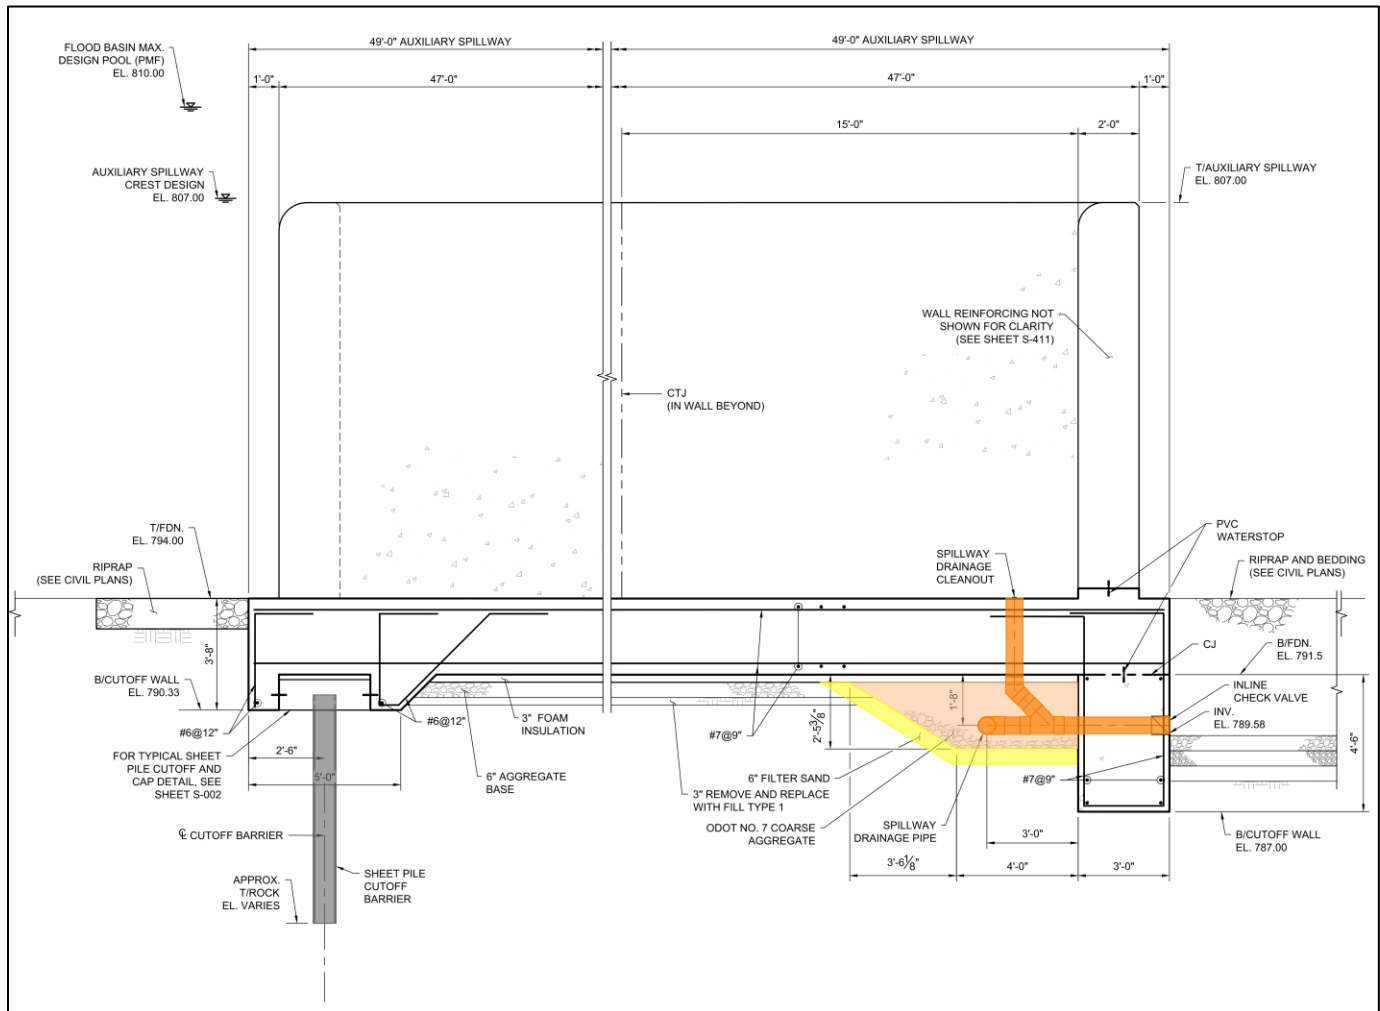 49'-0" AUXILIARY SPILLWAY
49'-0" AUXILIARY SPILLWAY
FLOOD BASIN MAX.
DESIGN POOL (PMF)
EL. 810.00
1'-0"
47'-0"
47'-0"
1'-0"
15'-0"
2'-0"
AUXILIARY SPILLWAY
CREST DESIGN
EL. 807.00
T/AUXILIARY SPILLWAY
EL. 807.00
WALL REINFORCING NOT
SHOWN FOR CLARITY
(SEE SHEET S-411)
CTJ
(IN WALL BEYOND)
T/FDN.
EL. 794.00
RIPRAP
(SEE CIVIL PLANS)
SPILLWAY
DRAINAGE
CLEANOUT
PVC
WATERSTOP
RIPRAP AND BEDDING
(SEE CIVIL PLANS)
3'-8"
CJ
B/FDN.
EL. 791.5
B/CUTOFF WALL
EL. 790.33
INLINE
CHECK VALVE
INV.
EL. 789.58
#6@12"
#6@12"
3" FOAM
INSULATION
#7@9"
2'-5 3/8"
1'-8"
4'-6"
FOR TYPICAL SHEET
PILE CUTOFF AND
CAP DETAIL, SEE
SHEET S-002
2'-6"
5'-0"
6" AGGREGATE
BASE
6" FILTER SAND
#7@9"
3" REMOVE AND REPLACE
WITH FILL TYPE 1
ODOT NO. 7 COARSE
AGGREGATE
SPILLWAY
DRAINAGE PIPE
3'-0"
℄ CUTOFF BARRIER
B/CUTOFF WALL
EL. 787.00
3'-6 1/8"
4'-0"
3'-0"
SHEET PILE
CUTOFF
BARRIER
APPROX.
T/ROCK
EL. VARIES